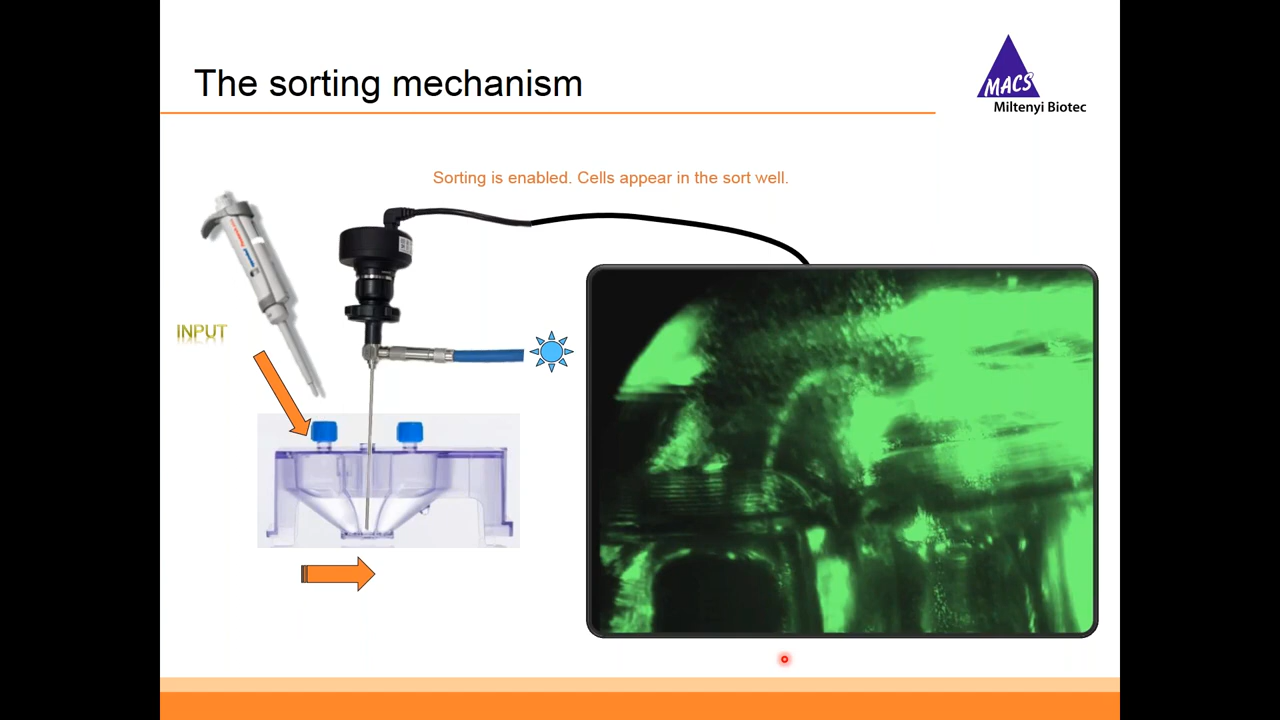 The sorting mechanism
MACS
Miltenyi Biotec
Sorting is enabled. Cells appear in the sort well.
INPUT